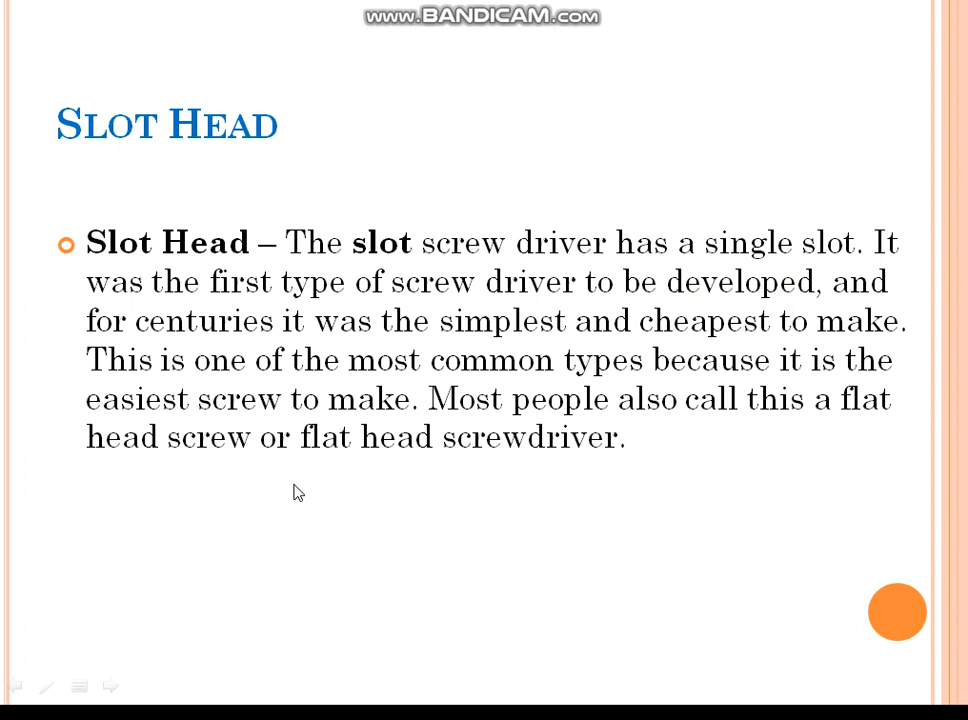 www.BANDICAM.com
SLOT HEAD
Slot Head – The slot screw driver has a single slot. It
was the first type of screw driver to be developed, and
for centuries it was the simplest and cheapest to make.
This is one of the most common types because it is the
easiest screw to make. Most people also call this a flat
head screw or flat head screwdriver.